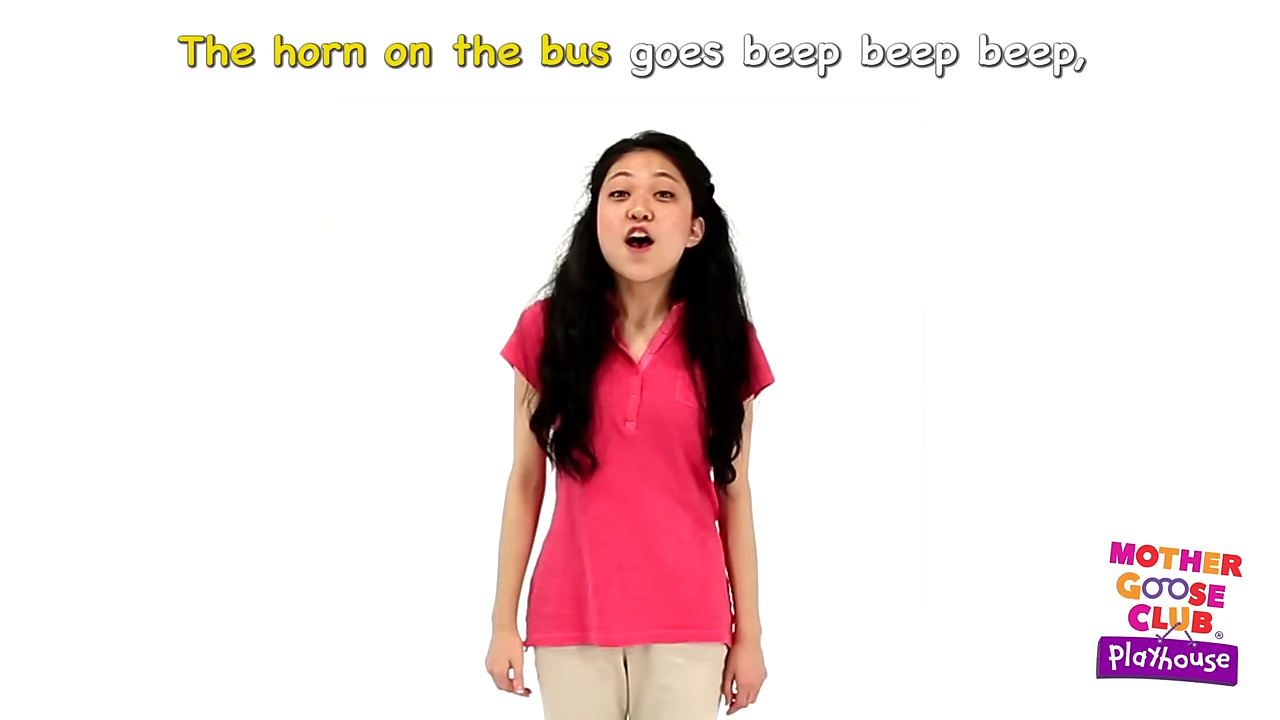 The horn on the bus goes beep beep beep,
MOTHER
GOOSE
CLUB®
Playhouse